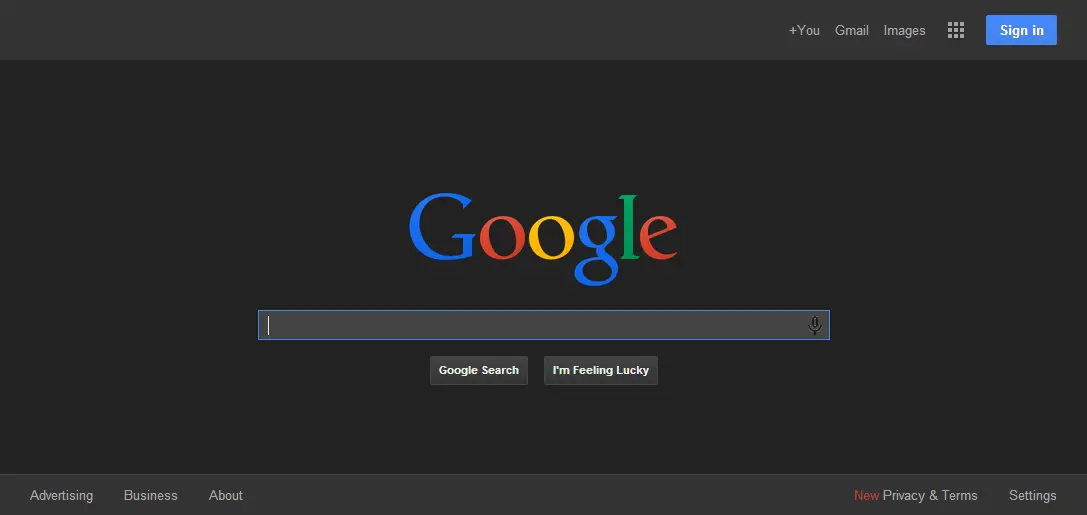 +You Gmail Images Sign in
Google
Google Search I'm Feeling Lucky
Advertising Business About New Privacy & Terms Settings